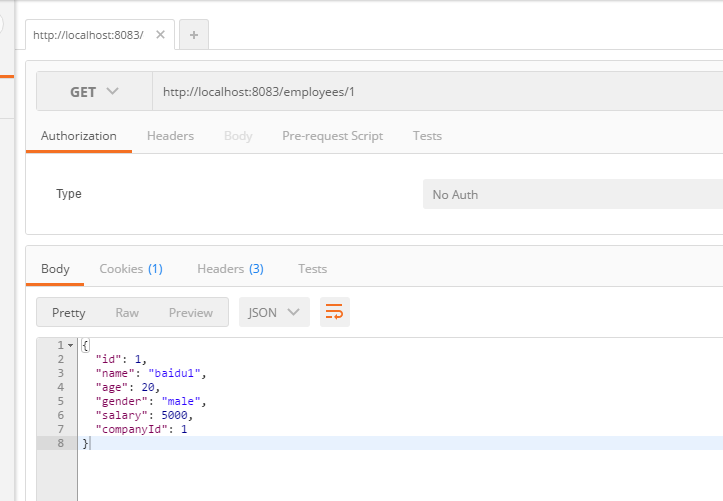 http://localhost:8083/ ✕ +
GET http://localhost:8083/employees/1
Authorization Headers Body Pre-request Script Tests
Type No Auth
Body Cookies (1) Headers (3) Tests
Pretty Raw Preview JSON
1 {
2 "id": 1,
3 "name": "baidu1",
4 "age": 20,
5 "gender": "male",
6 "salary": 5000,
7 "companyId": 1
8 }